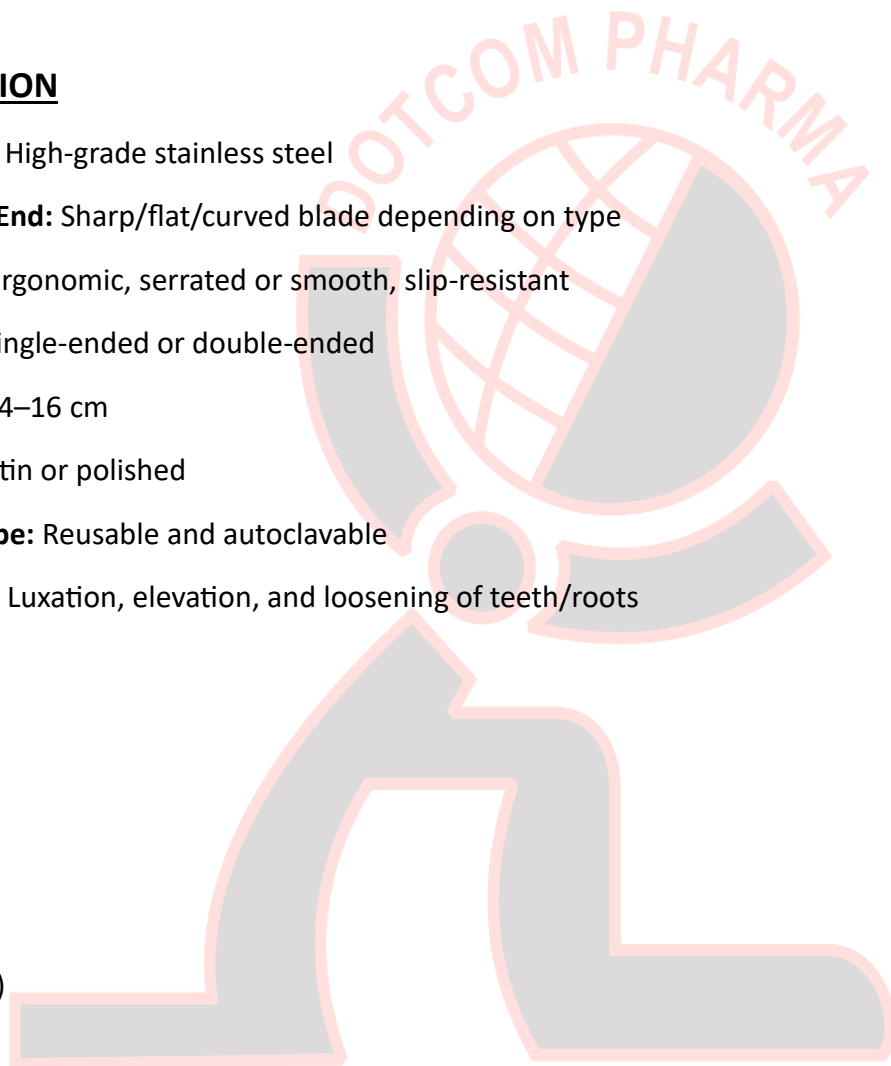 DOTCOM PHARMA
ION
High-grade stainless steel
End: Sharp/flat/curved blade depending on type
rgonomic, serrated or smooth, slip-resistant
ingle-ended or double-ended
4–16 cm
tin or polished
pe: Reusable and autoclavable
Luxation, elevation, and loosening of teeth/roots
)